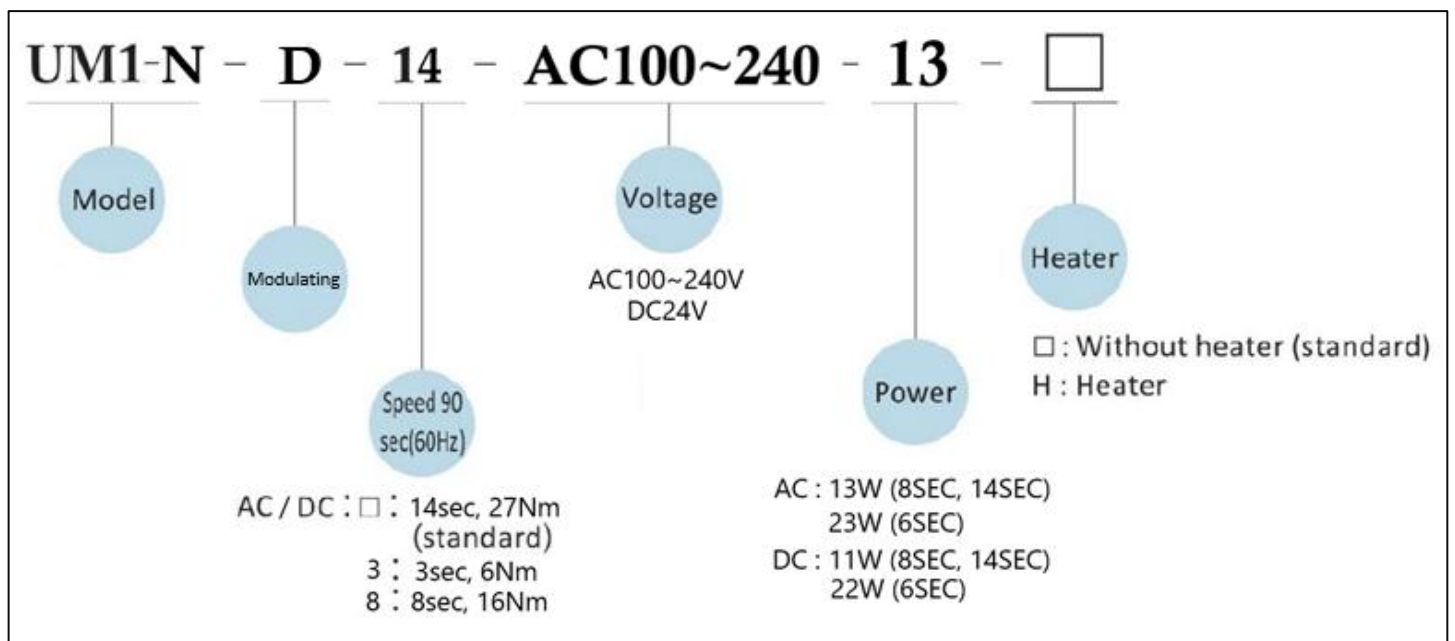 UM1-N - D - 14 - AC100~240 - 13 - □
Model
Modulating
Speed 90
sec(60Hz)
AC / DC : □ : 14sec, 27Nm
(standard)
3 : 3sec, 6Nm
8 : 8sec, 16Nm
Voltage
AC100~240V
DC24V
Power
AC : 13W (8SEC, 14SEC)
23W (6SEC)
DC : 11W (8SEC, 14SEC)
22W (6SEC)
Heater
□ : Without heater (standard)
H : Heater